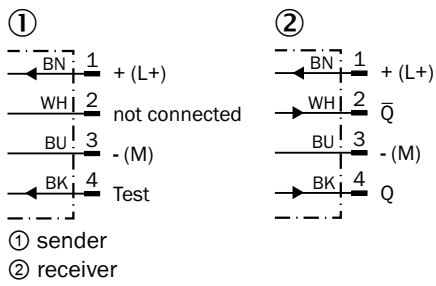 ① ②
BN 1 + (L+) BN 1 + (L+)
WH 2 not connected WH 2 Q̅
BU 3 - (M) BU 3 - (M)
BK 4 Test BK 4 Q
① sender
② receiver